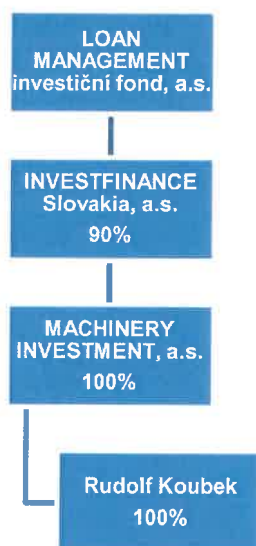 LOAN
MANAGEMENT
investiční fond, a.s.
INVESTFINANCE
Slovakia, a.s.
90%
MACHINERY
INVESTMENT, a.s.
100%
Rudolf Koubek
100%